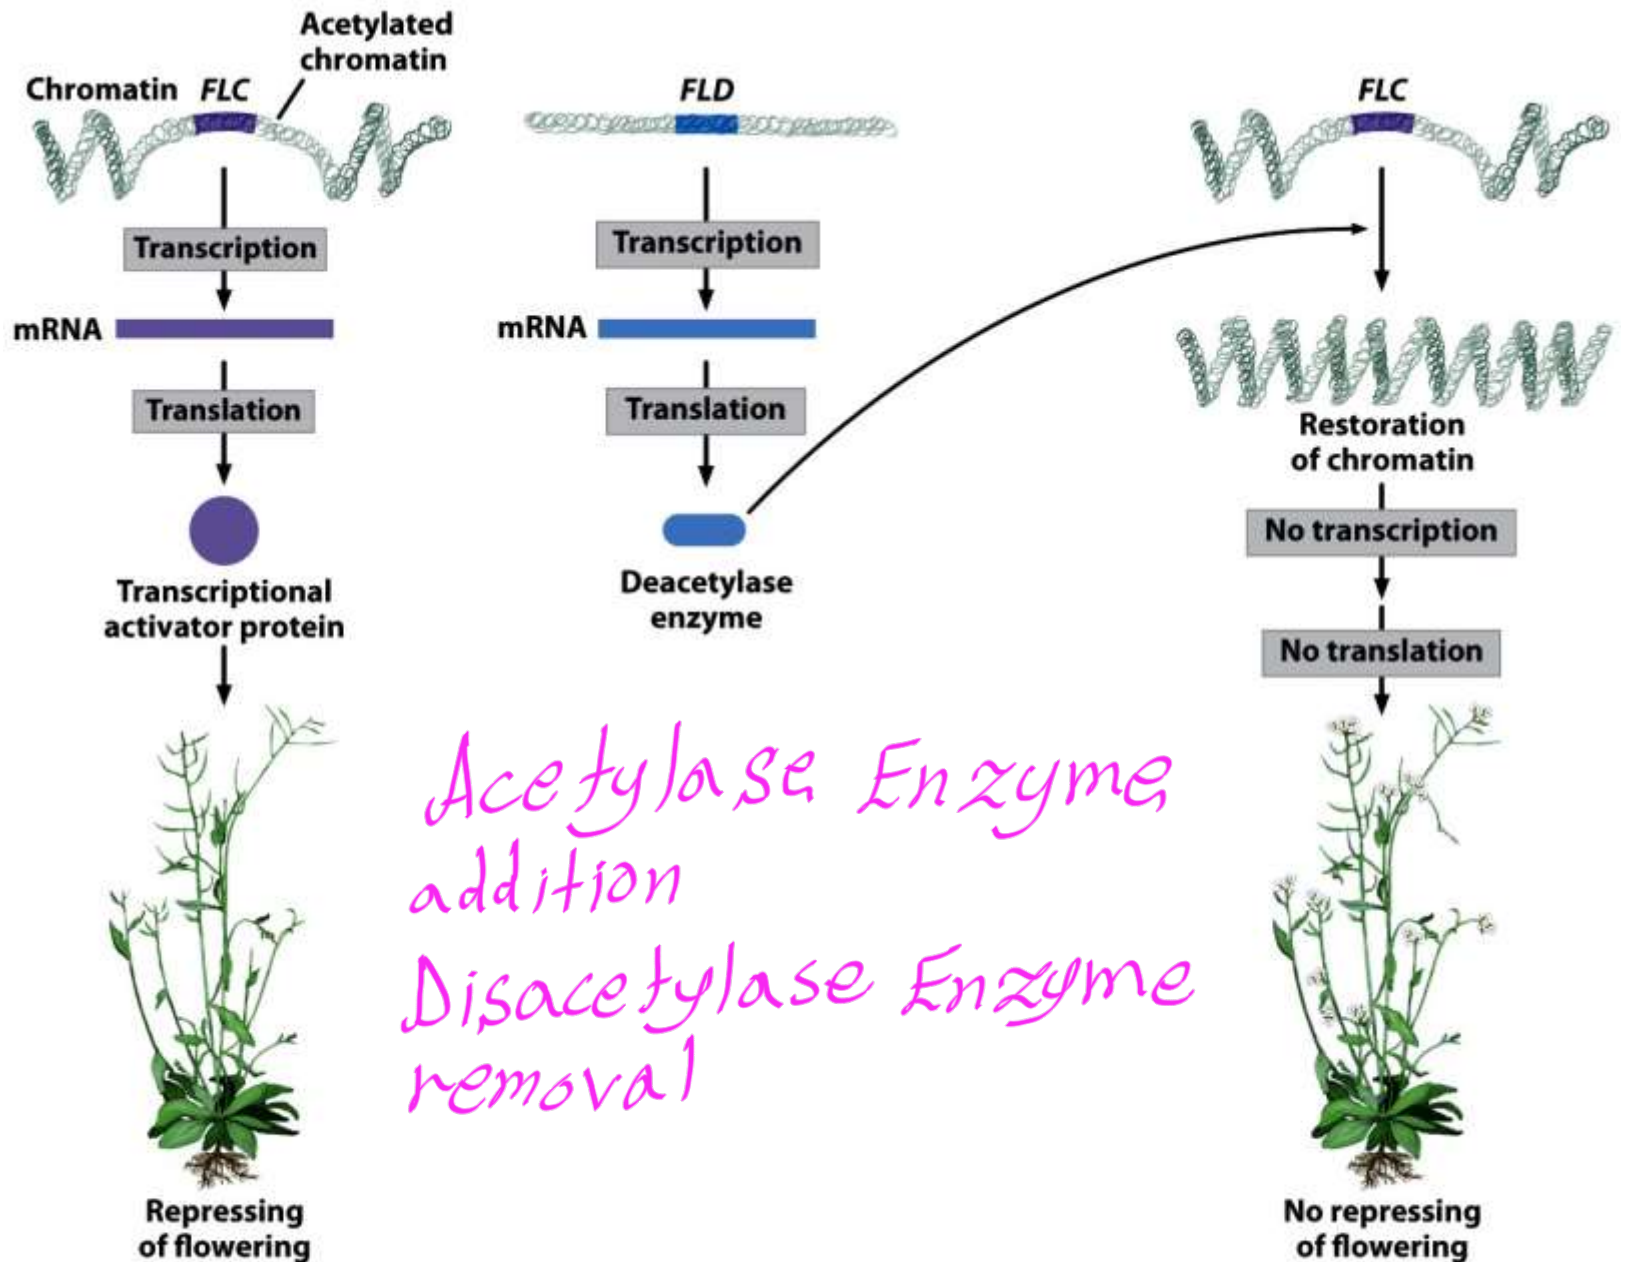 Acetylated
chromatin
Chromatin FLC
Transcription
mRNA
Translation
Transcriptional
activator protein
Repressing
of flowering
FLD
Transcription
mRNA
Translation
Deacetylase
enzyme
Acetylase Enzyme
addition
Disacetylase Enzyme
removal
FLC
Restoration
of chromatin
No transcription
No translation
No repressing
of flowering